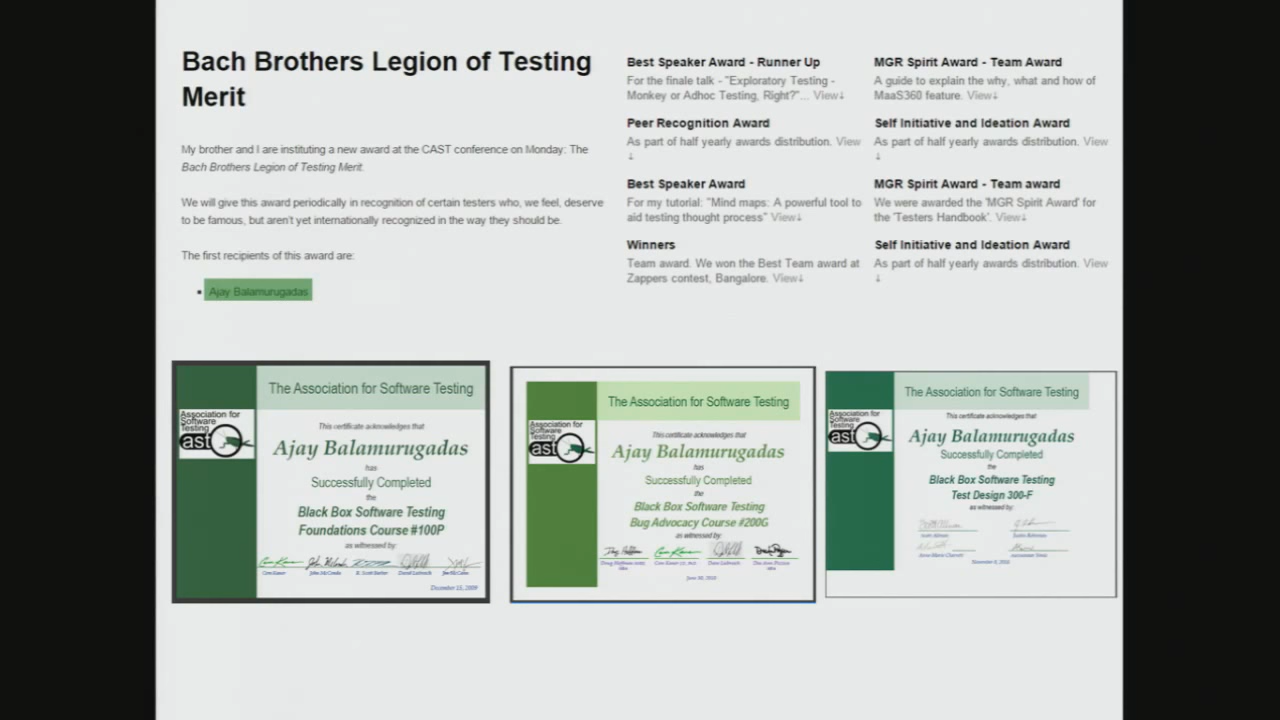 Bach Brothers Legion of Testing
Merit
My brother and I are instituting a new award at the CAST conference on Monday: The
Bach Brothers Legion of Testing Merit.
We will give this award periodically in recognition of certain testers who, we feel, deserve
to be famous, but aren't yet internationally recognized in the way they should be.
The first recipients of this award are:
• Ajay Balamurugadas
Best Speaker Award - Runner Up
For the finale talk - "Exploratory Testing -
Monkey or Adhoc Testing, Right?"... View↓
Peer Recognition Award
As part of half yearly awards distribution. View
↓
Best Speaker Award
For my tutorial: "Mind maps: A powerful tool to
aid testing thought process" View↓
Winners
Team award. We won the Best Team award at
Zappers contest, Bangalore. View↓
MGR Spirit Award - Team Award
A guide to explain the why, what and how of
MaaS360 feature. View↓
Self Initiative and Ideation Award
As part of half yearly awards distribution. View
↓
MGR Spirit Award - Team award
We were awarded the 'MGR Spirit Award' for
the 'Testers Handbook'. View↓
Self Initiative and Ideation Award
As part of half yearly awards distribution. View
↓
The Association for Software Testing
Association for
Software
Testing
ast
This certificate acknowledges that
Ajay Balamurugadas
has
Successfully Completed
the
Black Box Software Testing
Foundations Course #100P
as witnessed by:
The Association for Software Testing
Association for
Software
Testing
ast
This certificate acknowledges that
Ajay Balamurugadas
has
Successfully Completed
the
Black Box Software Testing
Bug Advocacy Course #200G
as witnessed by:
The Association for Software Testing
Association for
Software
Testing
ast
This certificate acknowledges that
Ajay Balamurugadas
Successfully Completed
the
Black Box Software Testing
Test Design 300-F
as witnessed by: